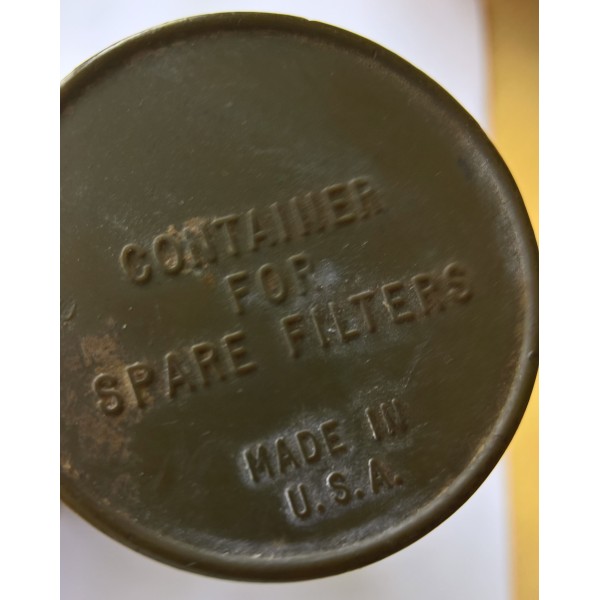 CONTAINER
FOR
SPARE FILTERS
MADE IN
U.S.A.